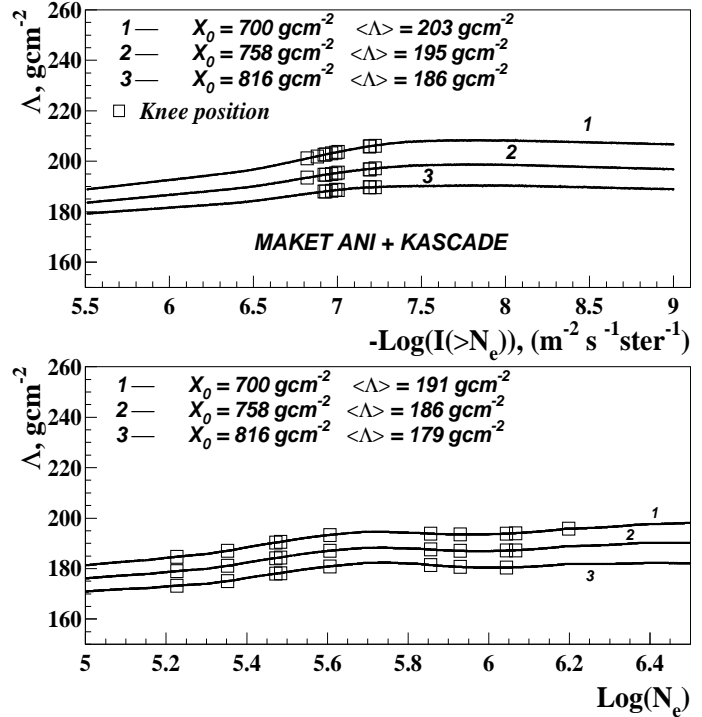 260
1 — X₀ = 700 gcm⁻² <Λ> = 203 gcm⁻²
2 — X₀ = 758 gcm⁻² <Λ> = 195 gcm⁻²
240
3 — X₀ = 816 gcm⁻² <Λ> = 186 gcm⁻²
Λ, gcm⁻²
□ Knee position
220
1
2
200
3
180
MAKET ANI + KASCADE
160
5.5 6 6.5 7 7.5 8 8.5 9
-Log(I(>Nₑ)), (m⁻² s ⁻¹ster⁻¹)
260
1 — X₀ = 700 gcm⁻² <Λ> = 191 gcm⁻²
2 — X₀ = 758 gcm⁻² <Λ> = 186 gcm⁻²
240
3 — X₀ = 816 gcm⁻² <Λ> = 179 gcm⁻²
Λ, gcm⁻²
220
200
1
2
180
3
160
5 5.2 5.4 5.6 5.8 6 6.2 6.4
Log(Nₑ)